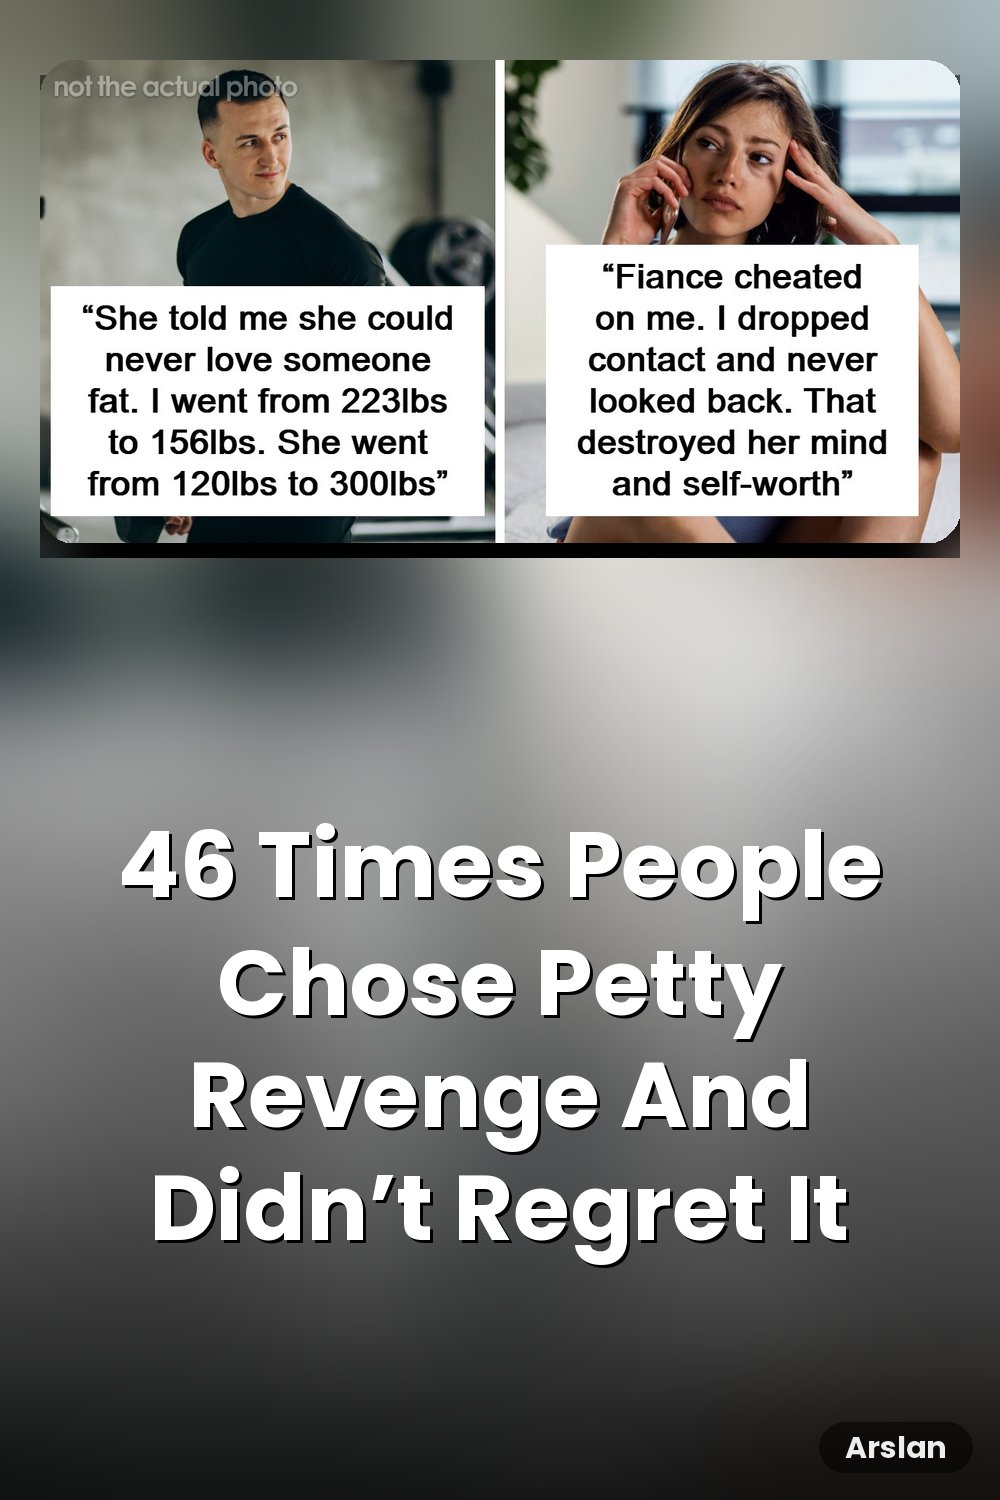 not the actual photo
“She told me she could
never love someone
fat. I went from 223lbs
to 156lbs. She went
from 120lbs to 300lbs”
“Fiance cheated
on me. I dropped
contact and never
looked back. That
destroyed her mind
and self-worth”
46 Times People
Chose Petty
Revenge And
Didn’t Regret It
Arslan